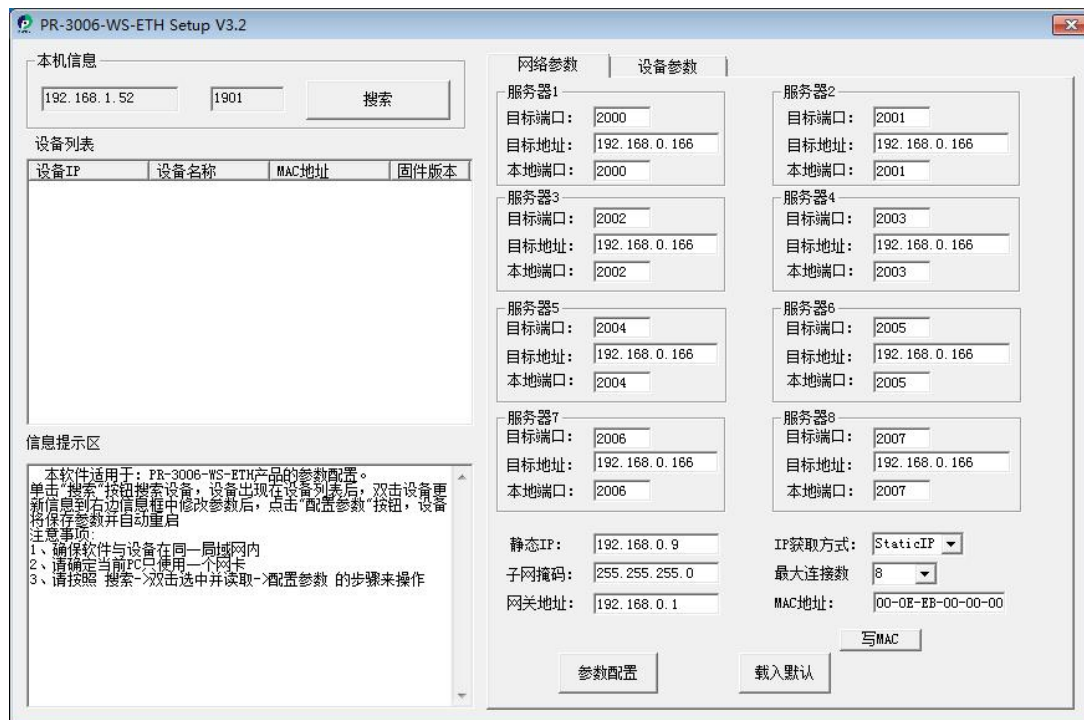 PR-3006-WS-ETH Setup V3.2
本机信息
192.168.1.52
1901
搜索
设备列表
设备IP 设备名称 MAC地址 固件版本
信息提示区
本软件适用于：PR-3006-WS-ETH产品的参数配置。
单击"搜索"按钮搜索设备，设备出现在设备列表后，双击设备更
新信息到右边信息框中修改参数后，点击"配置参数"按钮，设备
将保存参数并自动重启
注意事项:
1、确保软件与设备在同一局域网内
2、请确定当前PC只使用一个网卡
3、请按照 搜索->双击选中并读取->配置参数 的步骤来操作
网络参数
设备参数
服务器1
目标端口： 2000
目标地址： 192.168.0.166
本地端口： 2000
服务器2
目标端口： 2001
目标地址： 192.168.0.166
本地端口： 2001
服务器3
目标端口： 2002
目标地址： 192.168.0.166
本地端口： 2002
服务器4
目标端口： 2003
目标地址： 192.168.0.166
本地端口： 2003
服务器5
目标端口： 2004
目标地址： 192.168.0.166
本地端口： 2004
服务器6
目标端口： 2005
目标地址： 192.168.0.166
本地端口： 2005
服务器7
目标端口： 2006
目标地址： 192.168.0.166
本地端口： 2006
服务器8
目标端口： 2007
目标地址： 192.168.0.166
本地端口： 2007
静态IP： 192.168.0.9
子网掩码： 255.255.255.0
网关地址： 192.168.0.1
IP获取方式： StaticIP
最大连接数 8
MAC地址： 00-0E-EB-00-00-00
写MAC
参数配置
载入默认